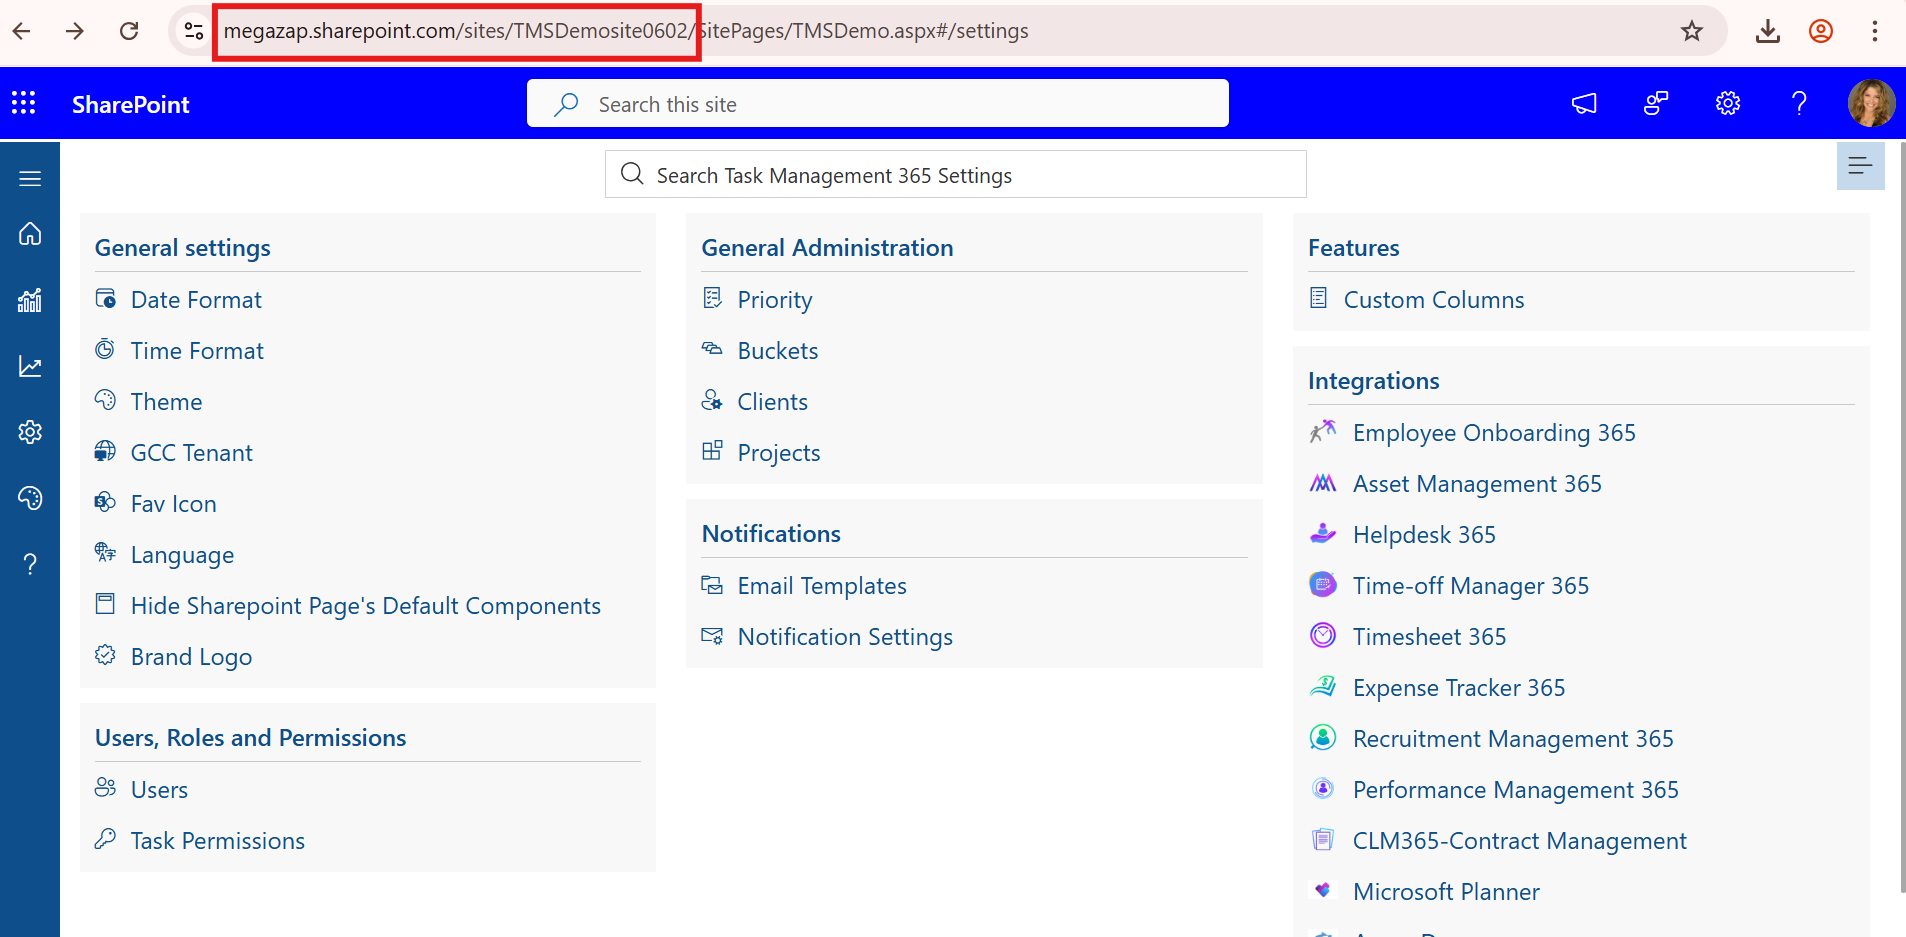 megazap.sharepoint.com/sites/TMSDemosite0602/SitePages/TMSDemo.aspx#/settings
SharePoint
Search this site
Search Task Management 365 Settings
General settings
Date Format
Time Format
Theme
GCC Tenant
Fav Icon
Language
Hide Sharepoint Page's Default Components
Brand Logo
Users, Roles and Permissions
Users
Task Permissions
General Administration
Priority
Buckets
Clients
Projects
Notifications
Email Templates
Notification Settings
Features
Custom Columns
Integrations
Employee Onboarding 365
Asset Management 365
Helpdesk 365
Time-off Manager 365
Timesheet 365
Expense Tracker 365
Recruitment Management 365
Performance Management 365
CLM365-Contract Management
Microsoft Planner